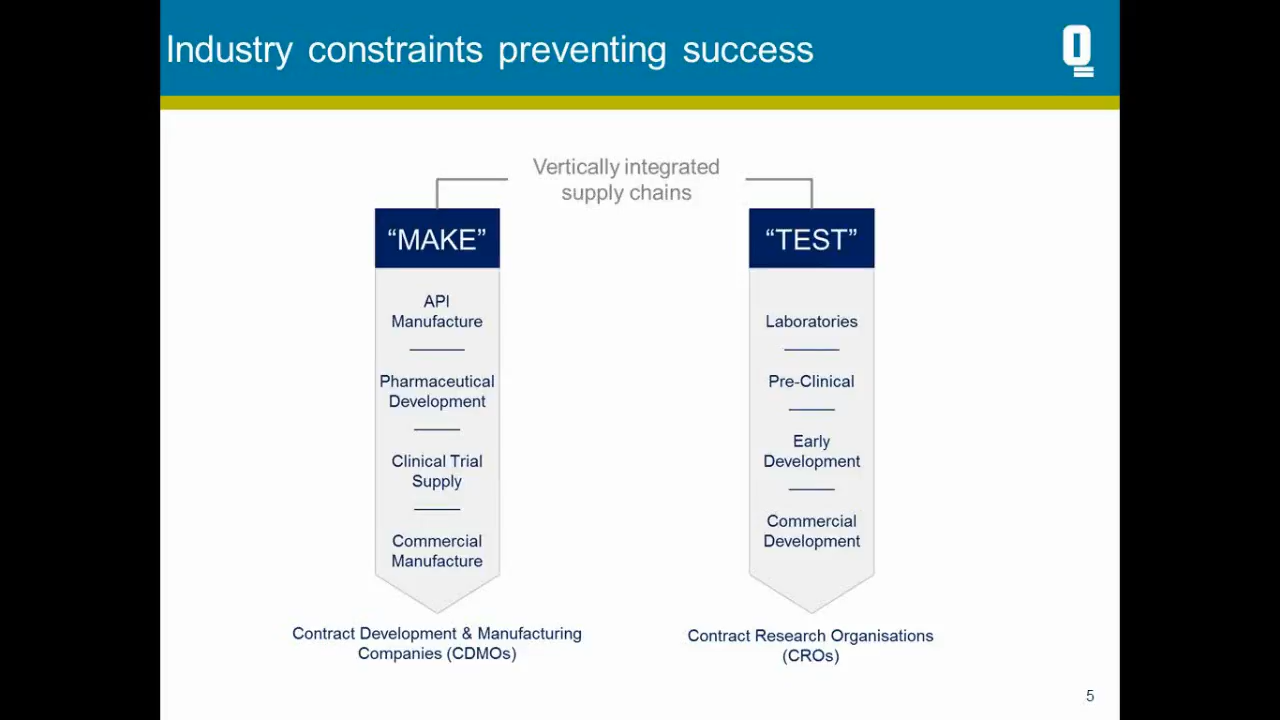 Industry constraints preventing success
Q
Vertically integrated
supply chains
“MAKE”
API
Manufacture
Pharmaceutical
Development
Clinical Trial
Supply
Commercial
Manufacture
Contract Development & Manufacturing
Companies (CDMOs)
“TEST”
Laboratories
Pre-Clinical
Early
Development
Commercial
Development
Contract Research Organisations
(CROs)
5